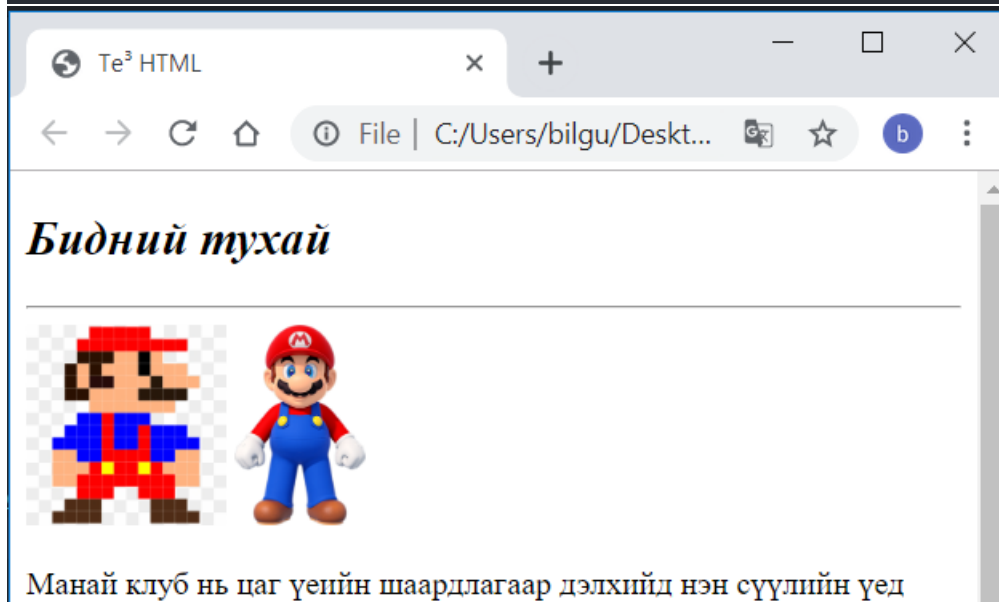 Te³ HTML
File | C:/Users/bilgu/Deskt...
b
Бидний тухай
M
Манай клуб нь цаг үеийн шаардлагаар дэлхийд нэн сүүлийн үед